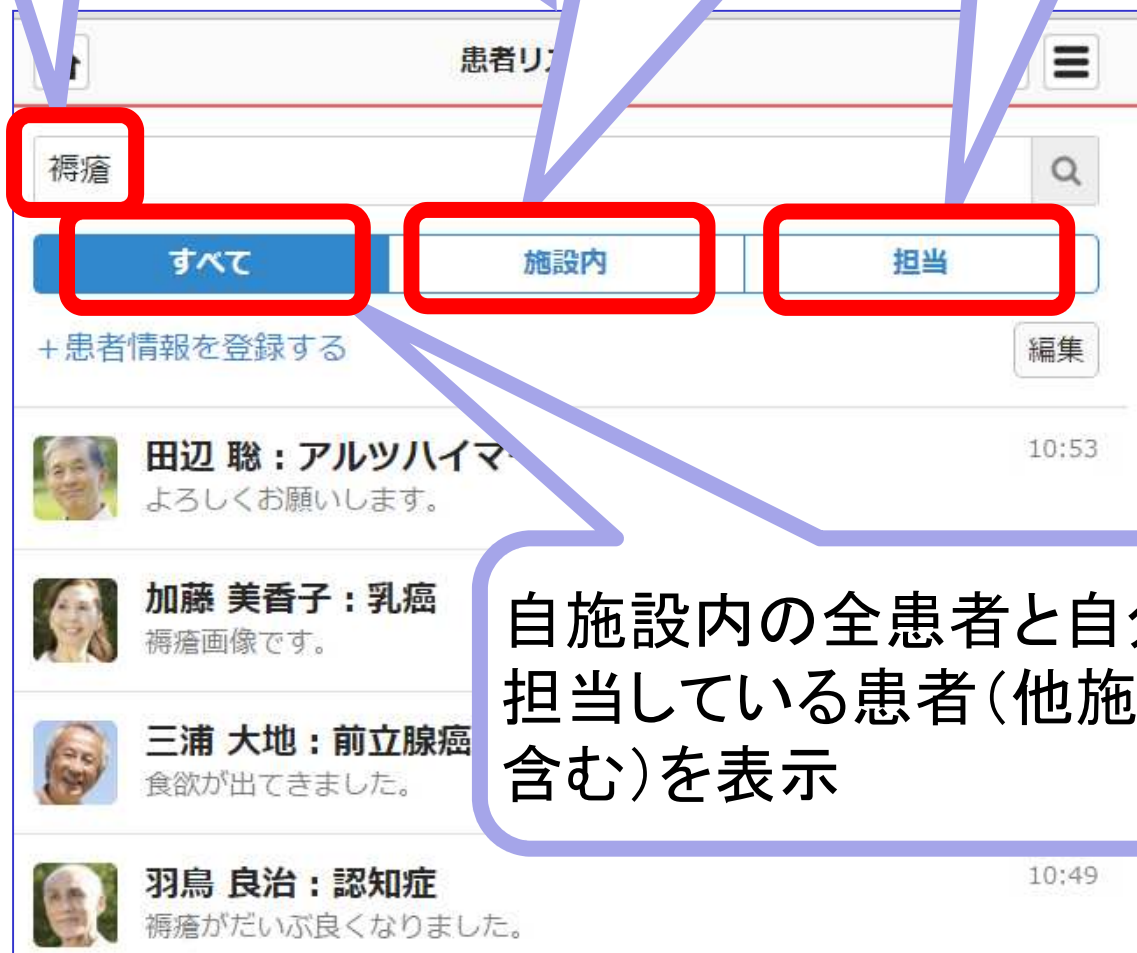 患者リス
褥瘡
すべて
施設内
担当
+患者情報を登録する
編集
田辺 聡：アルツハイマ
10:53
よろしくお願いします。
加藤 美香子：乳癌
褥瘡画像です。
三浦 大地：前立腺癌
食欲が出てきました。
羽鳥 良治：認知症
10:49
褥瘡がだいぶ良くなりました。
自施設内の全患者と自
担当している患者（他施
含む）を表示